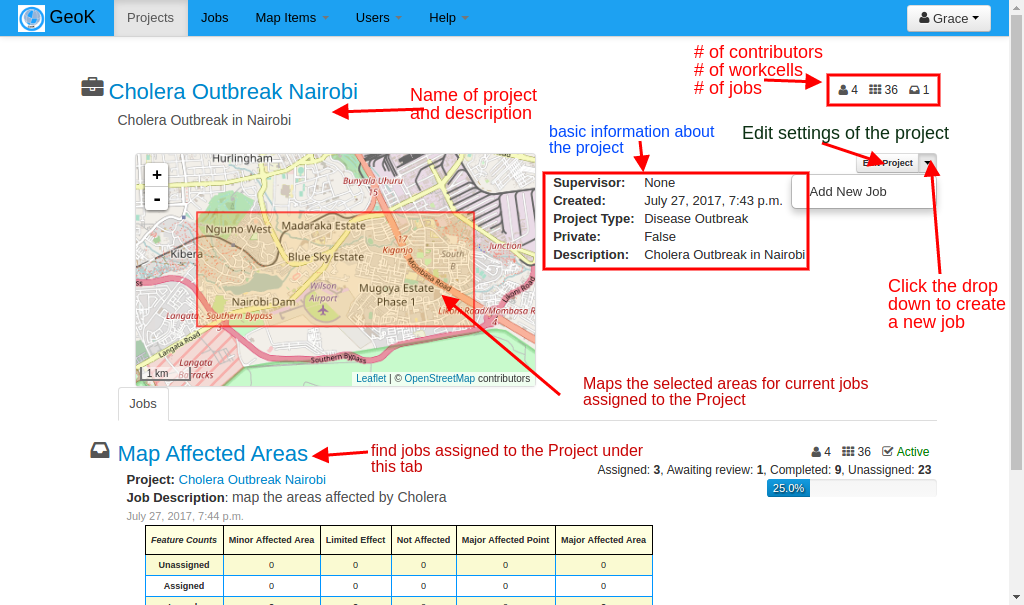 GeoK Projects Jobs Map Items Users Help Grace
# of contributors
# of workcells
# of jobs
4 36 1
Cholera Outbreak Nairobi
Cholera Outbreak in Nairobi
Name of project
and description
basic information about
the project
Edit settings of the project
Project
Add New Job
Supervisor: None
Created: July 27, 2017, 7:43 p.m.
Project Type: Disease Outbreak
Private: False
Description: Cholera Outbreak in Nairobi
Click the drop
down to create
a new job
+
-
Hurlingham
Bunyala Uhuru
Ngumo West
Madaraka Estate
17
Kibera
Kiganjo
Junction
Blue Sky Estate
South
B
Mombasa Road
Wilson
Airport
Mugoya Estate
Phase 1
Nairobi Dam
Likoni Road
Langata
Southern Bypass
Likoni Road/Mombasa R
4
Langata Road
Southern Bypass
Langata
Barracks
1 km
Leaflet | © OpenStreetMap contributors
Maps the selected areas for current jobs
assigned to the Project
Jobs
Map Affected Areas
find jobs assigned to the Project under
this tab
4 36 Active
Assigned: 3, Awaiting review: 1, Completed: 9, Unassigned: 23
25.0%
Project: Cholera Outbreak Nairobi
Job Description: map the areas affected by Cholera
July 27, 2017, 7:44 p.m.
Feature Counts Minor Affected Area Limited Effect Not Affected Major Affected Point Major Affected Area
Unassigned 0 0 0 0 0
Assigned 0 0 0 0 0